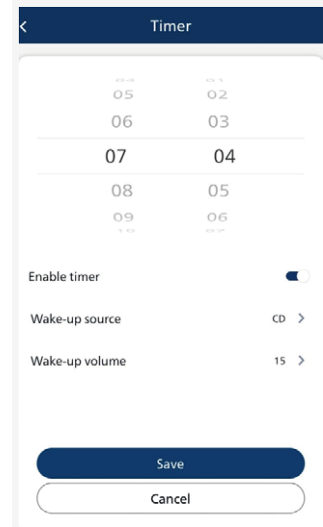 Timer
05 02
06 03
07 04
08 05
09 06
Enable timer
Wake-up source CD
Wake-up volume 15
Save
Cancel